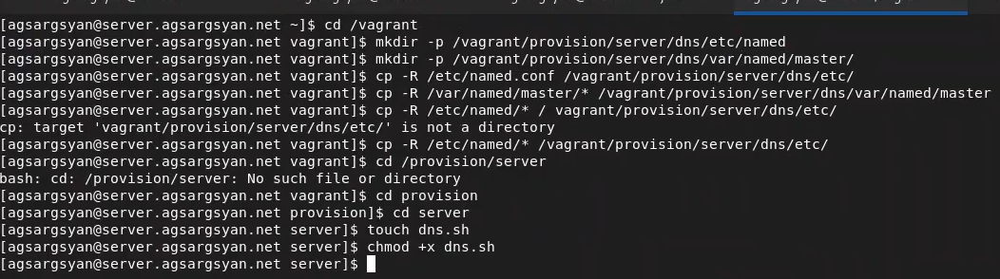 [agsargsyan@server.agsargsyan.net ~]$ cd /vagrant
[agsargsyan@server.agsargsyan.net vagrant]$ mkdir -p /vagrant/provision/server/dns/etc/named
[agsargsyan@server.agsargsyan.net vagrant]$ mkdir -p /vagrant/provision/server/dns/var/named/master/
[agsargsyan@server.agsargsyan.net vagrant]$ cp -R /etc/named.conf /vagrant/provision/server/dns/etc/
[agsargsyan@server.agsargsyan.net vagrant]$ cp -R /var/named/master/* /vagrant/provision/server/dns/var/named/master
[agsargsyan@server.agsargsyan.net vagrant]$ cp -R /etc/named/* / vagrant/provision/server/dns/etc/
cp: target 'vagrant/provision/server/dns/etc/' is not a directory
[agsargsyan@server.agsargsyan.net vagrant]$ cp -R /etc/named/* /vagrant/provision/server/dns/etc/
[agsargsyan@server.agsargsyan.net vagrant]$ cd /provision/server
bash: cd: /provision/server: No such file or directory
[agsargsyan@server.agsargsyan.net vagrant]$ cd provision
[agsargsyan@server.agsargsyan.net provision]$ cd server
[agsargsyan@server.agsargsyan.net server]$ touch dns.sh
[agsargsyan@server.agsargsyan.net server]$ chmod +x dns.sh
[agsargsyan@server.agsargsyan.net server]$